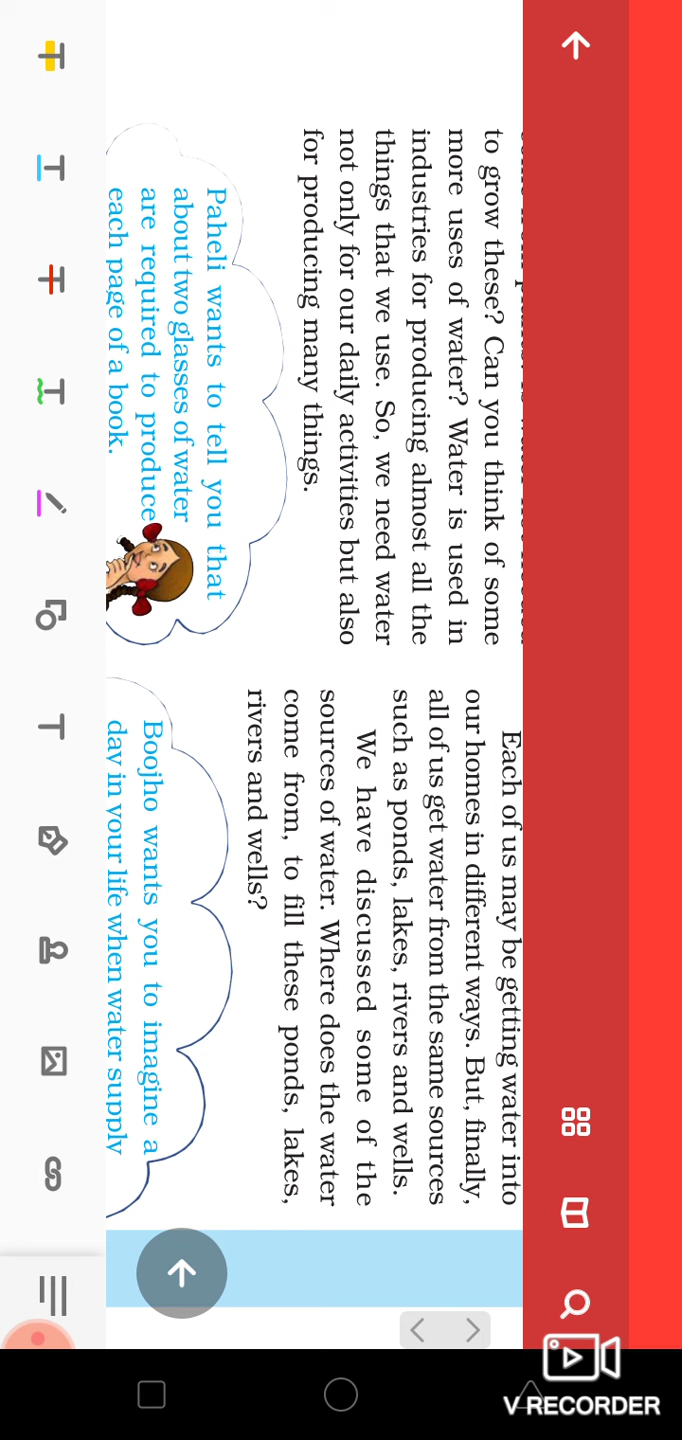 to grow these? Can you think of some
more uses of water? Water is used in
industries for producing almost all the
things that we use. So, we need water
not only for our daily activities but also
for producing many things.
Paheli wants to tell you that
about two glasses of water
are required to produce
each page of a book.
Each of us may be getting water into
our homes in different ways. But, finally,
all of us get water from the same sources
such as ponds, lakes, rivers and wells.
We have discussed some of the
sources of water. Where does the water
come from, to fill these ponds, lakes,
rivers and wells?
Boojho wants you to imagine a
day in your life when water supply
V RECORDER